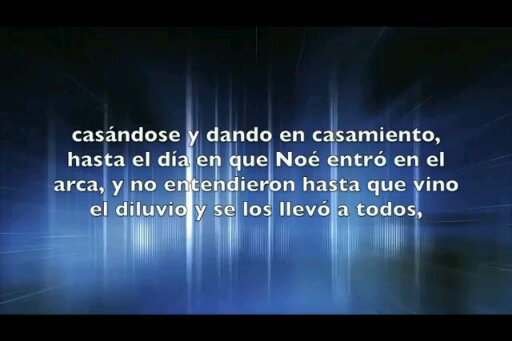 casándose y dando en casamiento,
hasta el día en que Noé entró en el
arca, y no entendieron hasta que vino
el diluvio y se los llevó a todos,